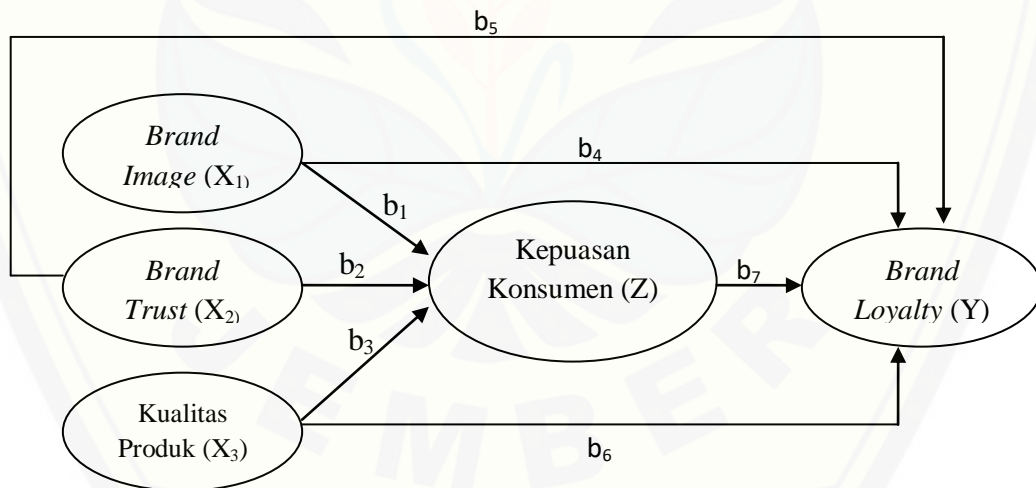 b₅
Brand
Image (X₁)
b₄
b₁
Brand
Trust (X₂)
b₂
Kepuasan
Konsumen (Z)
b₇
Brand
Loyalty (Y)
b₃
Kualitas
Produk (X₃)
b₆
EMBER